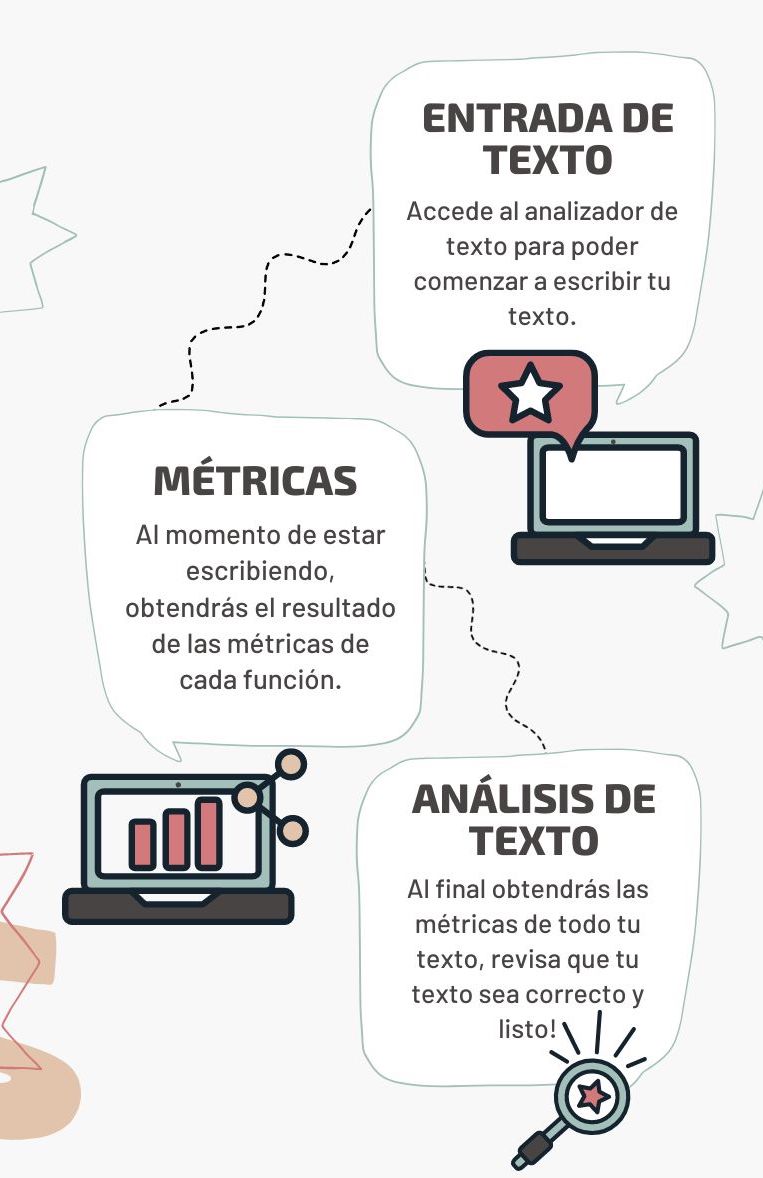 ENTRADA DE
TEXTO
Accede al analizador de
texto para poder
comenzar a escribir tu
texto.
MÉTRICAS
Al momento de estar
escribiendo,
obtendrás el resultado
de las métricas de
cada función.
ANÁLISIS DE
TEXTO
Al final obtendrás las
métricas de todo tu
texto, revisa que tu
texto sea correcto y
listo!